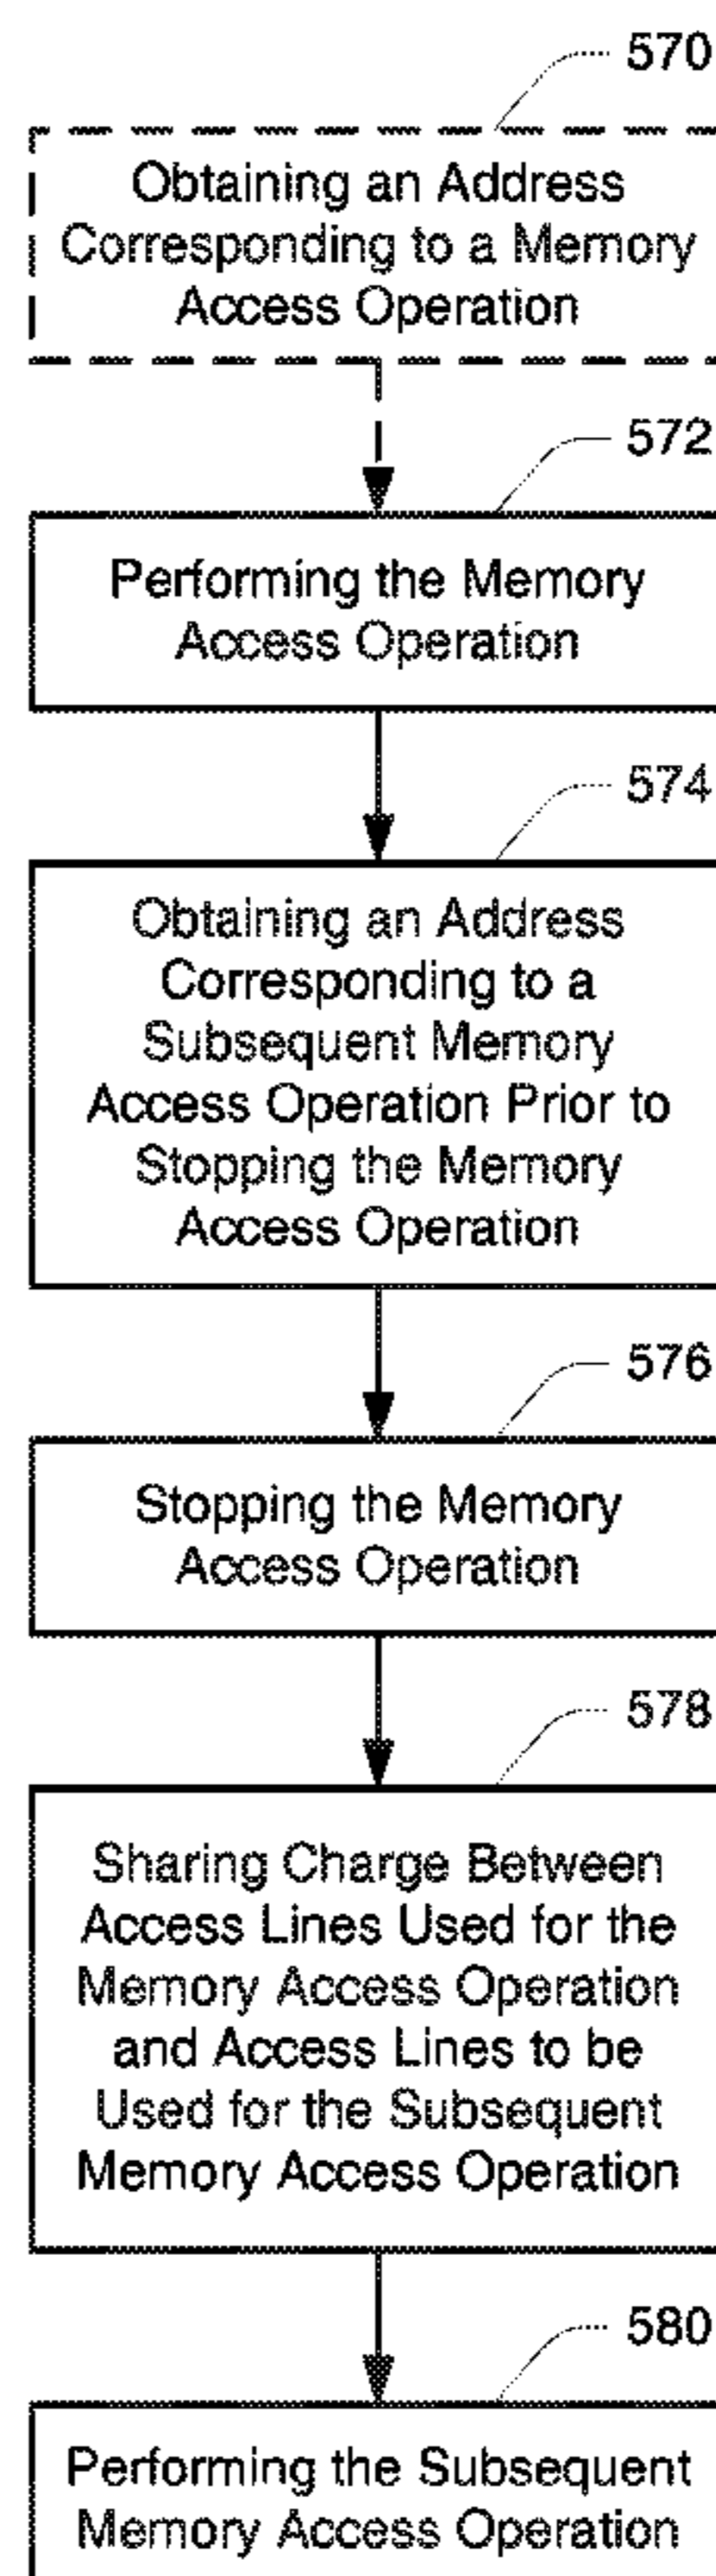 570
Obtaining an Address
Corresponding to a Memory
Access Operation
572
Performing the Memory
Access Operation
574
Obtaining an Address
Corresponding to a
Subsequent Memory
Access Operation Prior to
Stopping the Memory
Access Operation
576
Stopping the Memory
Access Operation
578
Sharing Charge Between
Access Lines Used for the
Memory Access Operation
and Access Lines to be
Used for the Subsequent
Memory Access Operation
580
Performing the Subsequent
Memory Access Operation